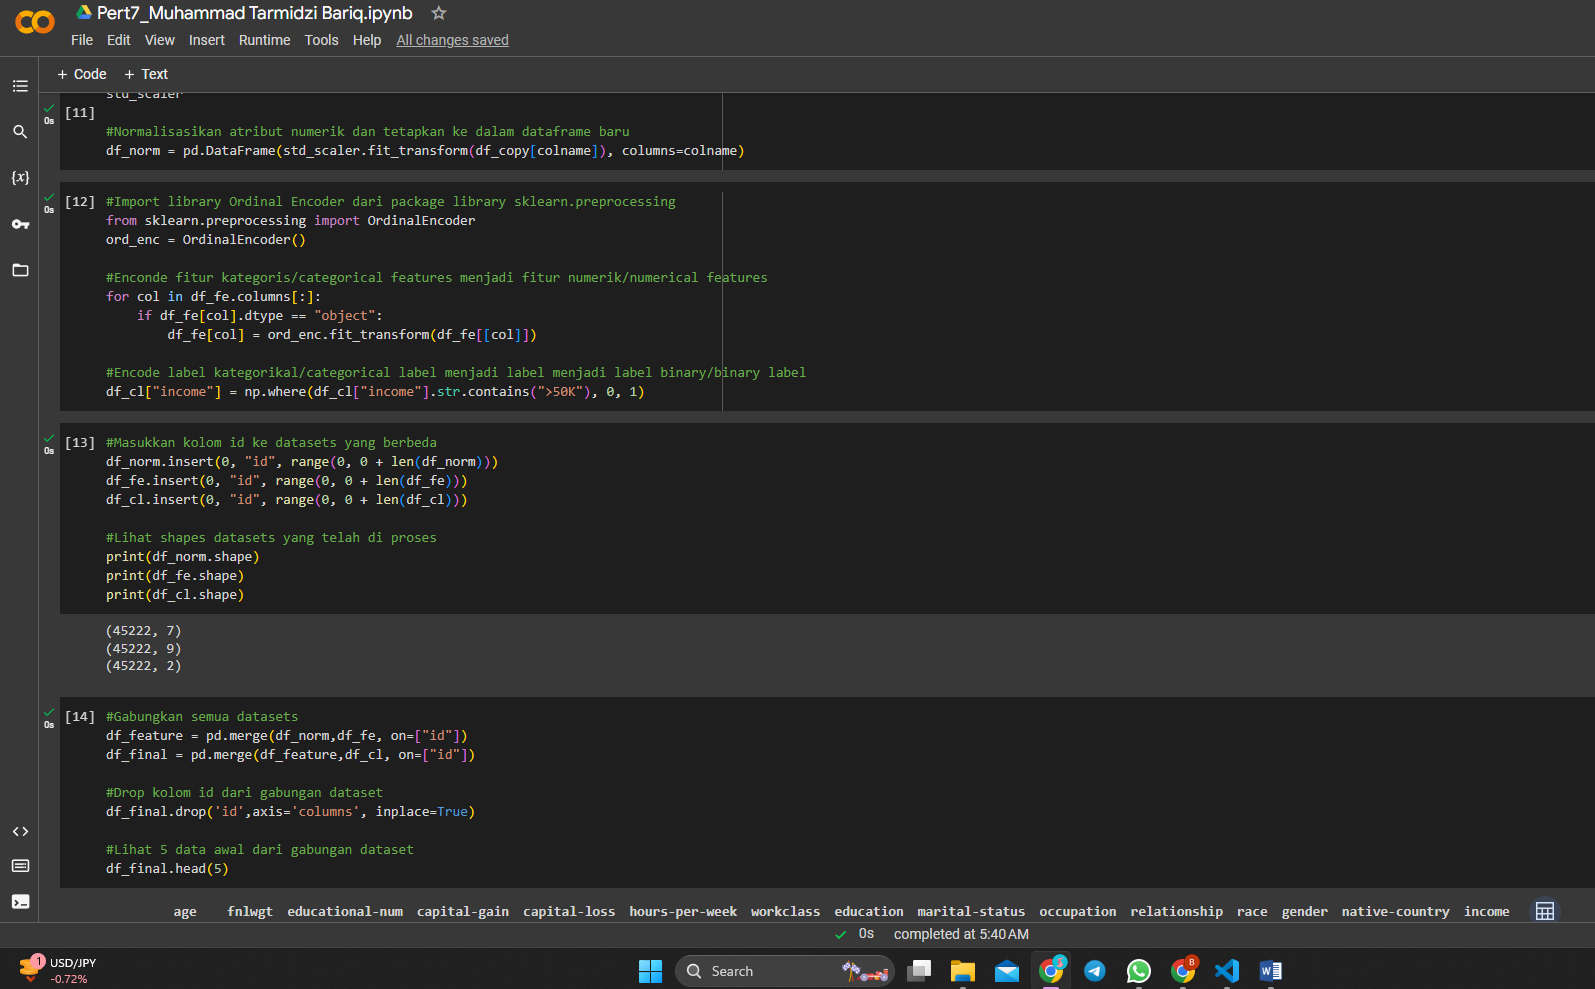 Pert7_Muhammad Tarmidzi Bariq.ipynb
File Edit View Insert Runtime Tools Help All changes saved
+ Code + Text
std_scaler
[11]
0s
#Normalisasikan atribut numerik dan tetapkan ke dalam dataframe baru
df_norm = pd.DataFrame(std_scaler.fit_transform(df_copy[colname]), columns=colname)
[12] #Import library Ordinal Encoder dari package library sklearn.preprocessing
0s
from sklearn.preprocessing import OrdinalEncoder
ord_enc = OrdinalEncoder()
#Enconde fitur kategoris/categorical features menjadi fitur numerik/numerical features
for col in df_fe.columns[:]:
if df_fe[col].dtype == "object":
df_fe[col] = ord_enc.fit_transform(df_fe[[col]])
#Encode label kategorikal/categorical label menjadi label menjadi label binary/binary label
df_cl["income"] = np.where(df_cl["income"].str.contains(">50K"), 0, 1)
[13] #Masukkan kolom id ke datasets yang berbeda
0s
df_norm.insert(0, "id", range(0, 0 + len(df_norm)))
df_fe.insert(0, "id", range(0, 0 + len(df_fe)))
df_cl.insert(0, "id", range(0, 0 + len(df_cl)))
#Lihat shapes datasets yang telah di proses
print(df_norm.shape)
print(df_fe.shape)
print(df_cl.shape)
(45222, 7)
(45222, 9)
(45222, 2)
[14] #Gabungkan semua datasets
0s
df_feature = pd.merge(df_norm,df_fe, on=["id"])
df_final = pd.merge(df_feature,df_cl, on=["id"])
#Drop kolom id dari gabungan dataset
df_final.drop('id',axis='columns', inplace=True)
#Lihat 5 data awal dari gabungan dataset
df_final.head(5)
age fnlwgt educational-num capital-gain capital-loss hours-per-week workclass education marital-status occupation relationship race gender native-country income
0s completed at 5:40 AM
1 USD/JPY
-0.72%
Search